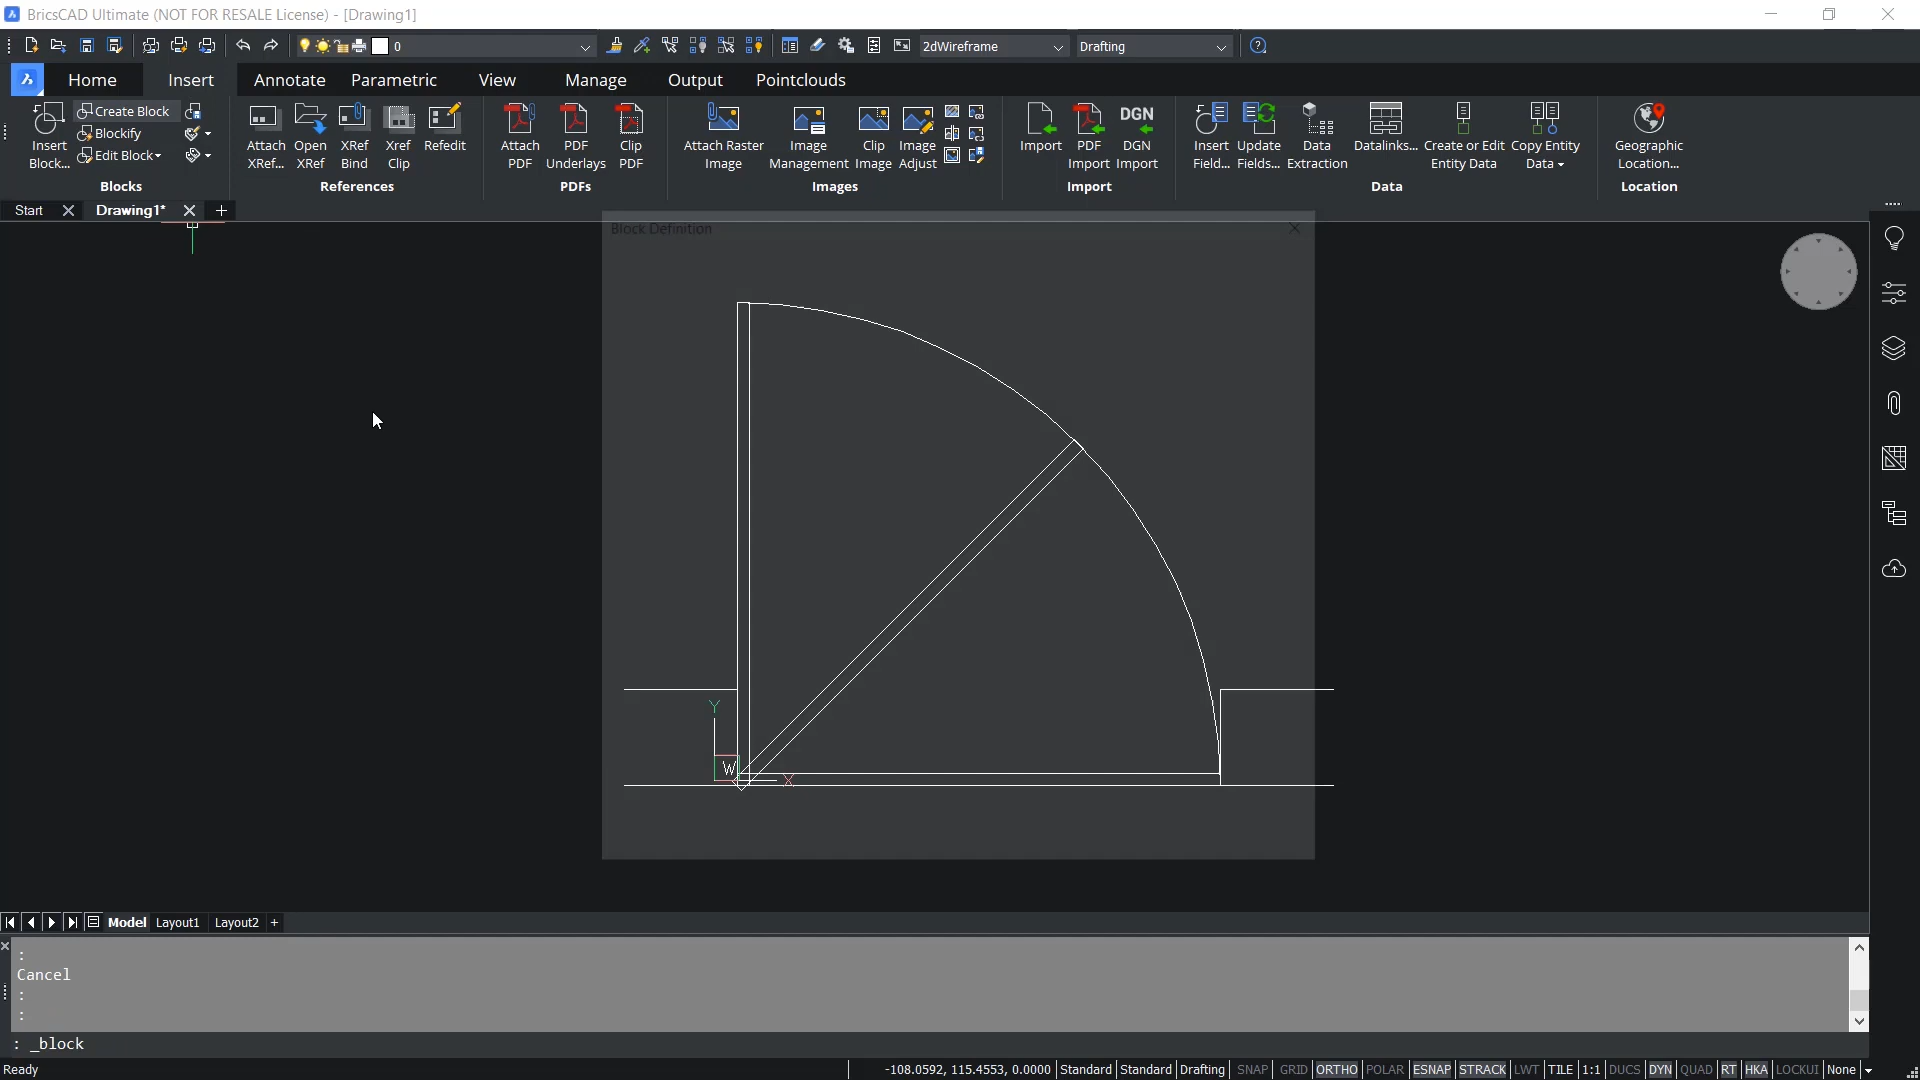 BricsCAD Ultimate (NOT FOR RESALE License) - [Drawing1]
0
2dWireframe
Drafting
Home
Insert
Annotate
Parametric
View
Manage
Output
Pointclouds
Insert
Block...
Create Block
Blockify
Edit Block
Blocks
Attach
XRef...
Open
XRef
XRef
Bind
Xref
Clip
Refedit
References
Attach
PDF
PDF
Underlays
Clip
PDF
PDFs
Attach Raster
Image
Image
Management
Clip
Image
Image
Adjust
Images
Import
PDF
Import
DGN
DGN
Import
Import
Insert
Field...
Update
Fields...
Data
Extraction
Datalinks...
Create or Edit
Entity Data
Copy Entity
Data
Data
Geographic
Location...
Location
Start
Drawing1*
Block Definition
Y
W
X
Model
Layout1
Layout2
:
Cancel
:
:
: _block
Ready
-108.0592, 115.4553, 0.0000
Standard
Standard
Drafting
SNAP
GRID
ORTHO
POLAR
ESNAP
STRACK
LWT
TILE
1:1
DUCS
DYN
QUAD
RT
HKA
LOCKUI
None